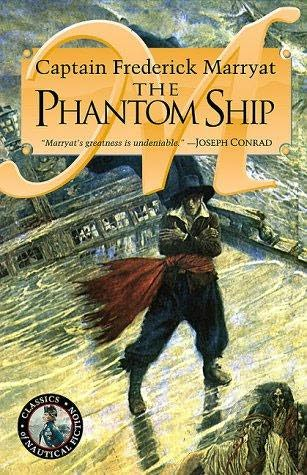 M
Captain Frederick Marryat
THE
PHANTOM SHIP
"Marryat's greatness is undeniable." —JOSEPH CONRAD
CLASSICS
of NAUTICAL FICTION